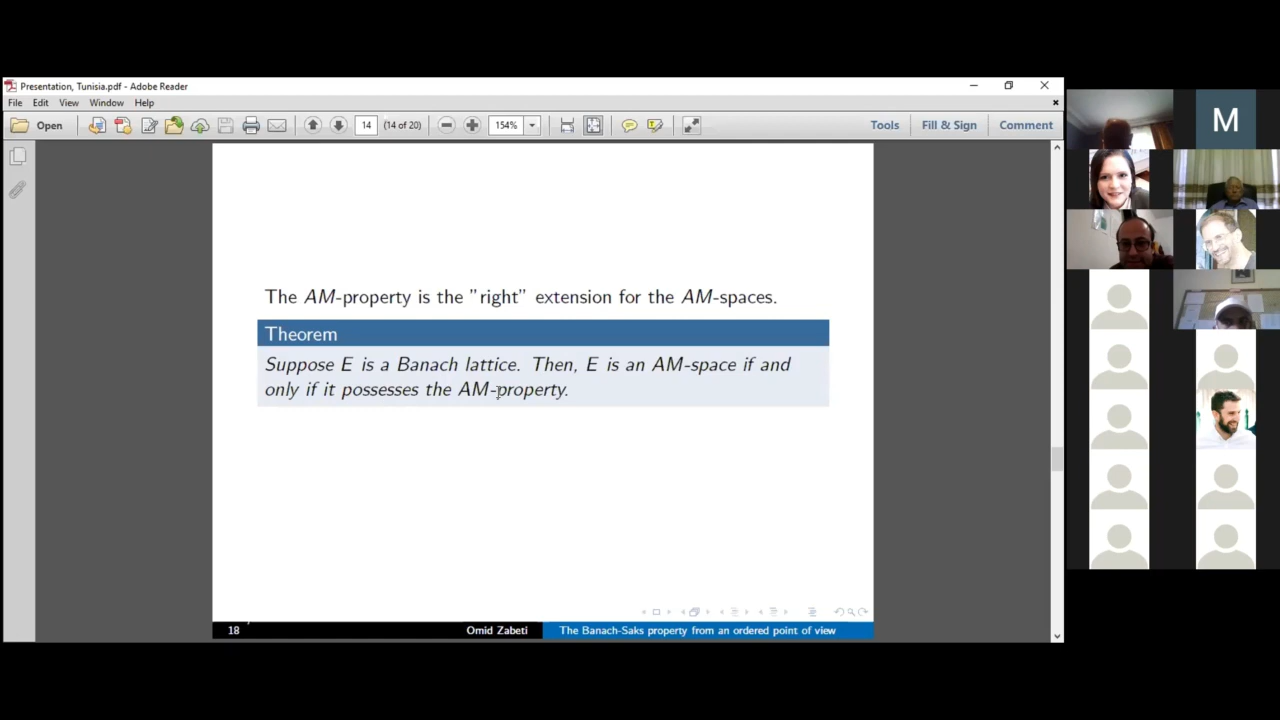 Presentation, Tunisia.pdf - Adobe Reader
File Edit View Window Help
Open 14 (14 of 20) 154% Tools Fill & Sign Comment
M
The AM-property is the "right" extension for the AM-spaces.
Theorem
Suppose E is a Banach lattice. Then, E is an AM-space if and
only if it possesses the AM-property.
18 Omid Zabeti The Banach-Saks property from an ordered point of view